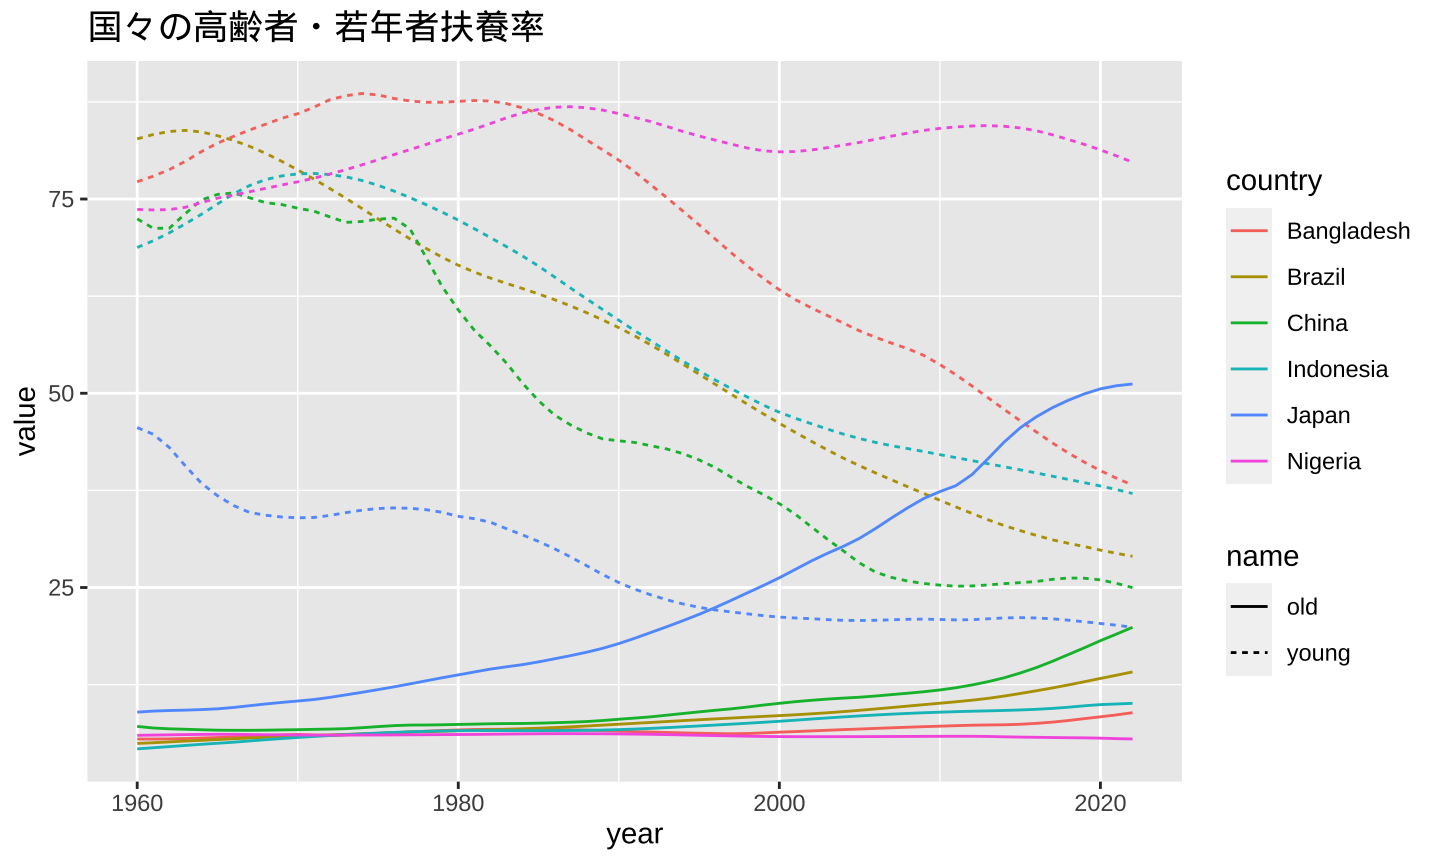 国々の高齢者・若年者扶養率
value
75
50
25
1960
1980
2000
2020
year
country
Bangladesh
Brazil
China
Indonesia
Japan
Nigeria
name
old
young